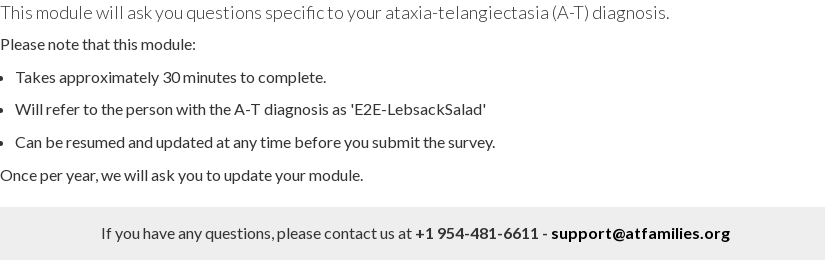 This module will ask you questions specific to your ataxia-telangiectasia (A-T) diagnosis.
Please note that this module:
• Takes approximately 30 minutes to complete.
• Will refer to the person with the A-T diagnosis as 'E2E-LebsackSalad'
• Can be resumed and updated at any time before you submit the survey.
Once per year, we will ask you to update your module.
If you have any questions, please contact us at +1 954-481-6611 - support@atfamilies.org